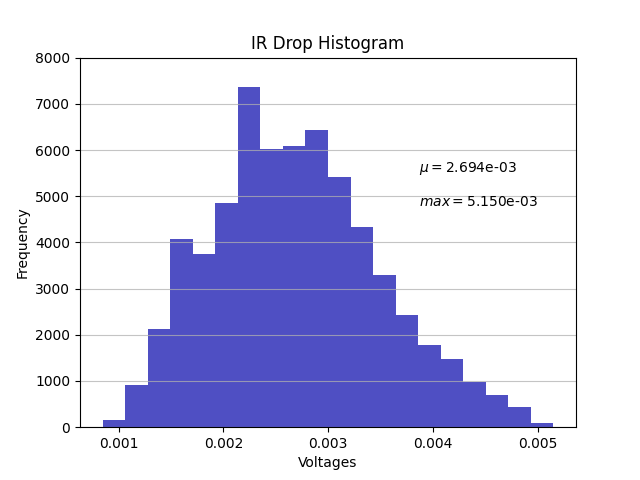 IR Drop Histogram
8000
7000
6000
5000
4000
3000
2000
1000
0
Frequency
μ = 2.694e-03
max = 5.150e-03
0.001 0.002 0.003 0.004 0.005
Voltages